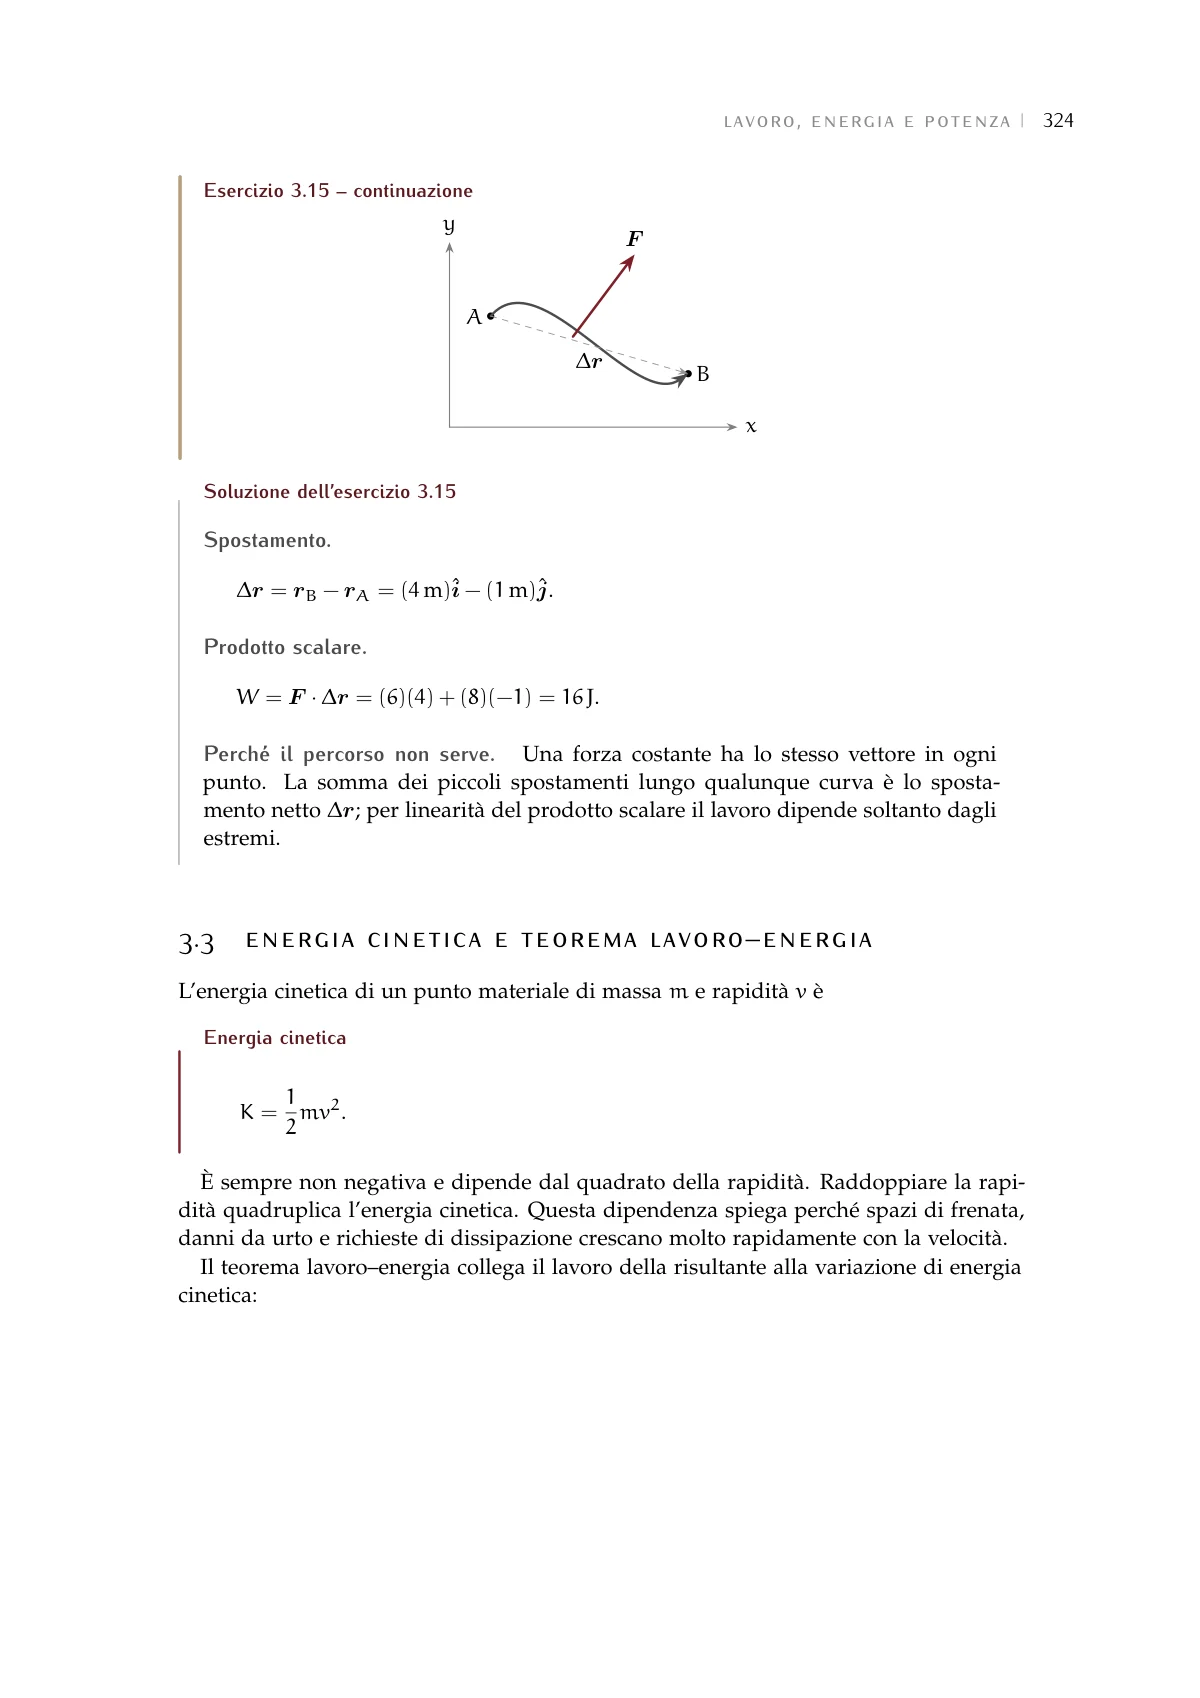 LAVORO, ENERGIA E POTENZA | 324
Esercizio 3.15 – continuazione
y
F
A
Δr
B
x
Soluzione dell'esercizio 3.15
Spostamento.
Δr = r_B − r_A = (4 m)î − (1 m)ĵ.
Prodotto scalare.
W = F · Δr = (6)(4) + (8)(−1) = 16 J.
Perché il percorso non serve. Una forza costante ha lo stesso vettore in ogni
punto. La somma dei piccoli spostamenti lungo qualunque curva è lo sposta-
mento netto Δr; per linearità del prodotto scalare il lavoro dipende soltanto dagli
estremi.
3.3 ENERGIA CINETICA E TEOREMA LAVORO–ENERGIA
L'energia cinetica di un punto materiale di massa m e rapidità v è
Energia cinetica
K = 1/2 mv².
È sempre non negativa e dipende dal quadrato della rapidità. Raddoppiare la rapi-
dità quadruplica l'energia cinetica. Questa dipendenza spiega perché spazi di frenata,
danni da urto e richieste di dissipazione crescano molto rapidamente con la velocità.
Il teorema lavoro–energia collega il lavoro della risultante alla variazione di energia
cinetica: